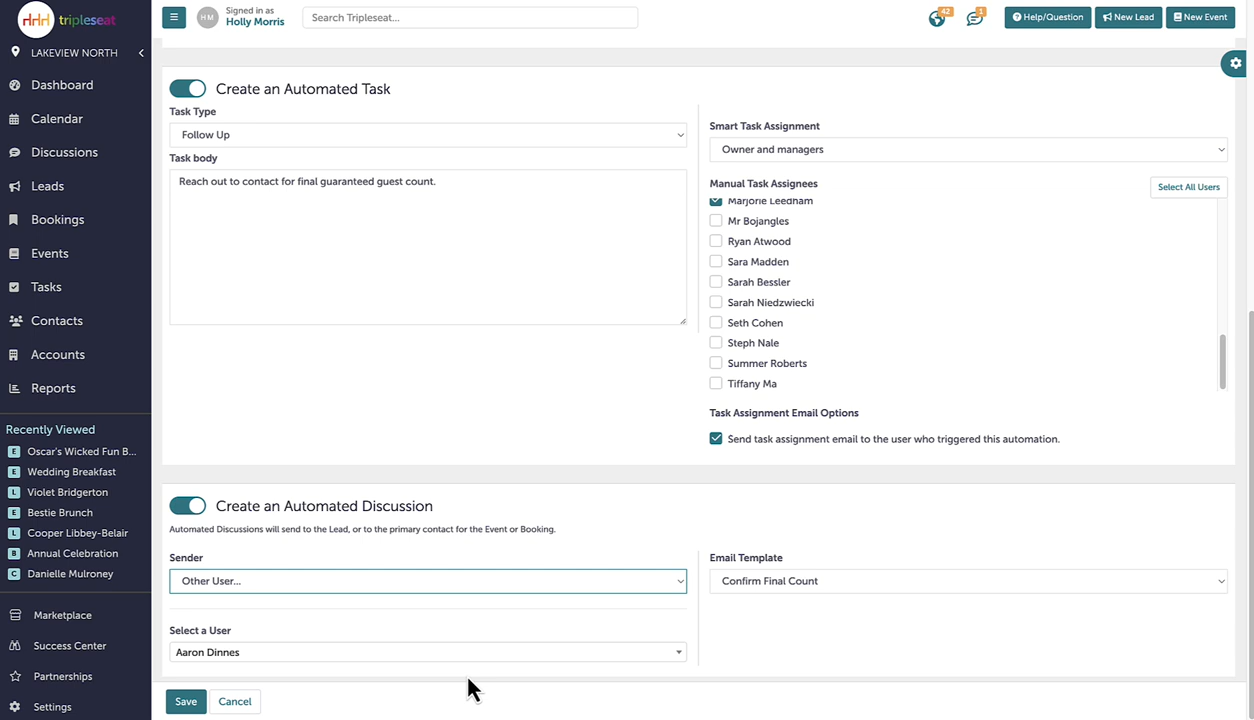 tripleseat
HM
Signed in as
Holly Morris
Search Tripleseat...
42
1
Help/Question
New Lead
New Event
LAKEVIEW NORTH
Dashboard
Calendar
Discussions
Leads
Bookings
Events
Tasks
Contacts
Accounts
Reports
Recently Viewed
E Oscar's Wicked Fun B...
E Wedding Breakfast
L Violet Bridgerton
E Bestie Brunch
L Cooper Libbey-Belair
B Annual Celebration
C Danielle Mulroney
Marketplace
Success Center
Partnerships
Settings
Create an Automated Task
Task Type
Follow Up
Task body
Reach out to contact for final guaranteed guest count.
Smart Task Assignment
Owner and managers
Manual Task Assignees
Select All Users
Marjorie Leedham
Mr Bojangles
Ryan Atwood
Sara Madden
Sarah Bessler
Sarah Niedzwiecki
Seth Cohen
Steph Nale
Summer Roberts
Tiffany Ma
Task Assignment Email Options
Send task assignment email to the user who triggered this automation.
Create an Automated Discussion
Automated Discussions will send to the Lead, or to the primary contact for the Event or Booking.
Sender
Other User...
Select a User
Aaron Dinnes
Email Template
Confirm Final Count
Save
Cancel